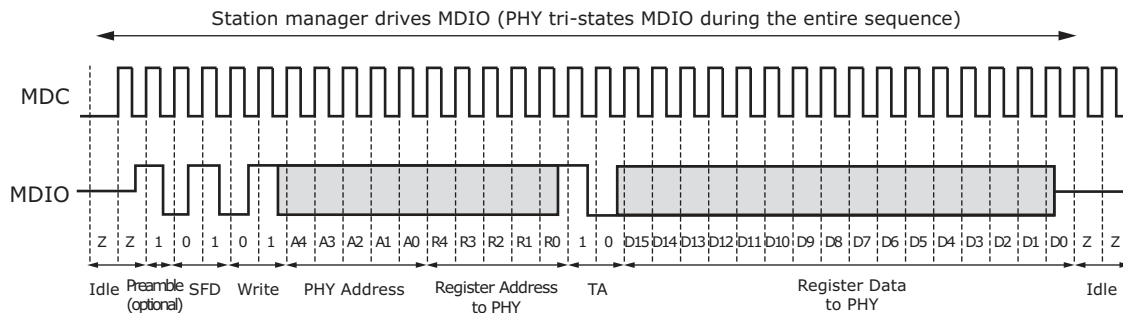 Station manager drives MDIO (PHY tri-states MDIO during the entire sequence)
MDC
MDIO
Z Z 1 0 1 0 1 A4 A3 A2 A1 A0 R4 R3 R2 R1 R0 1 0 D15 D14 D13 D12 D11 D10 D9 D8 D7 D6 D5 D4 D3 D2 D1 D0 Z Z
Idle Preamble (optional) SFD Write PHY Address Register Address to PHY TA Register Data to PHY Idle